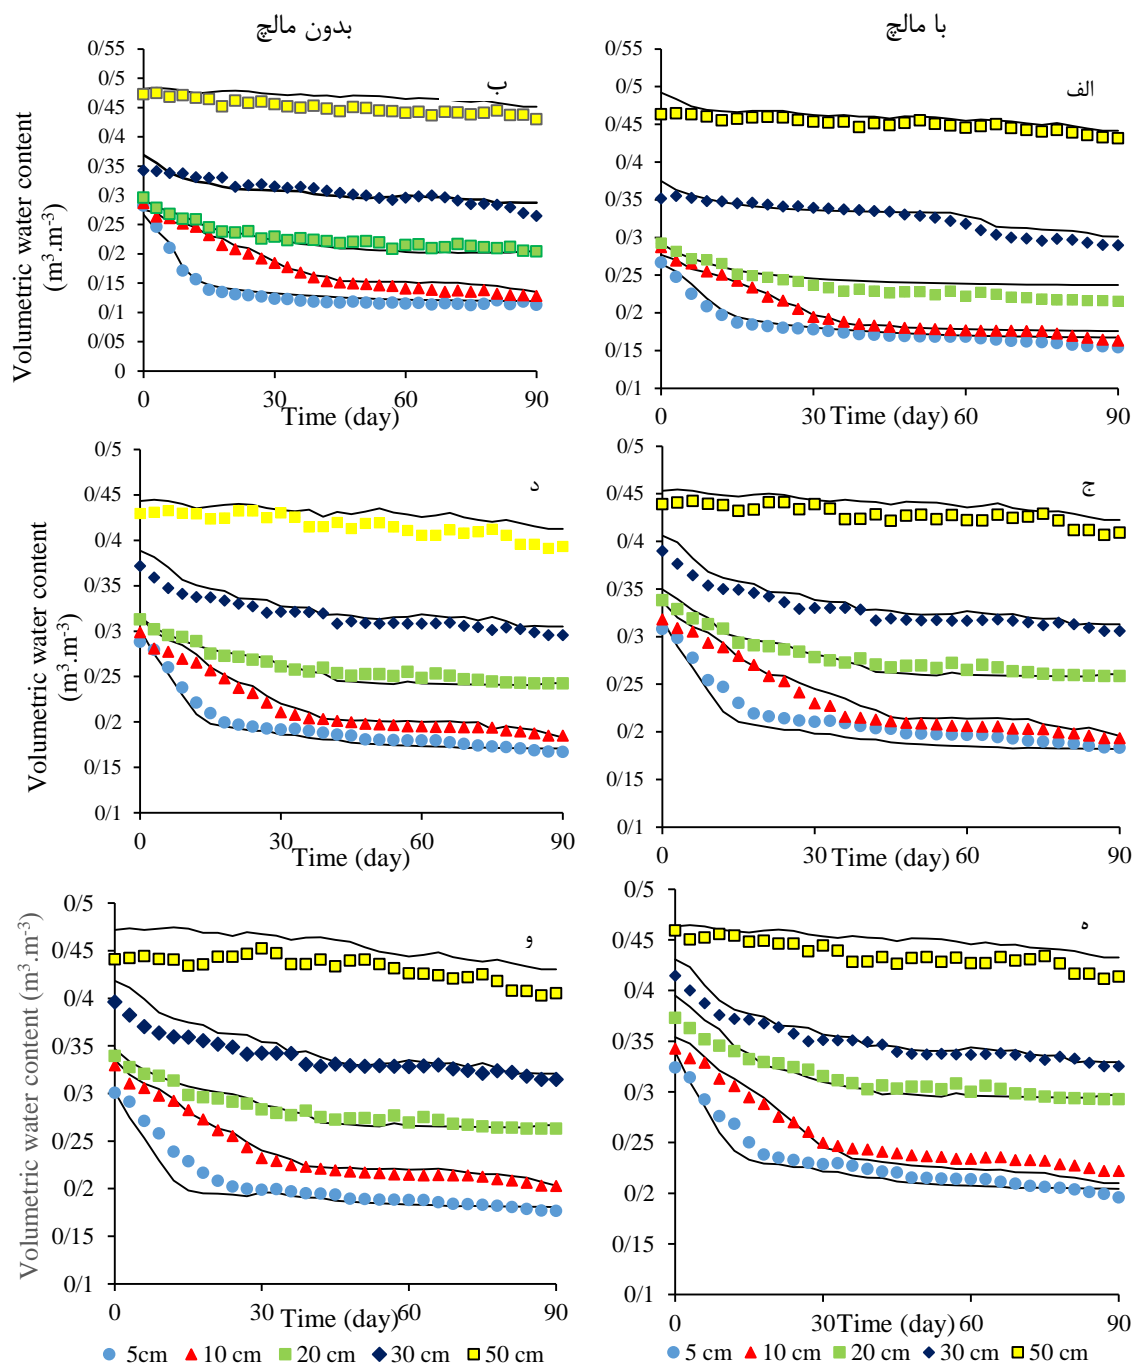 بدون مالچ
با مالچ
ب
0/55
0/5
0/45
0/4
0/35
0/3
0/25
0/2
0/15
0/1
0/05
0
Volumetric water content
(m³.m⁻³)
0 30 60 90
Time (day)
الف
0/55
0/5
0/45
0/4
0/35
0/3
0/25
0/2
0/15
0/1
0 30 60 90
Time (day)
د
0/5
0/45
0/4
0/35
0/3
0/25
0/2
0/15
0/1
Volumetric water content
(m³.m⁻³)
0 30 60 90
Time (day)
ج
0/5
0/45
0/4
0/35
0/3
0/25
0/2
0/15
0/1
0 30 60 90
Time (day)
و
0/5
0/45
0/4
0/35
0/3
0/25
0/2
0/15
0/1
Volumetric water content (m³.m⁻³)
0 30 60 90
Time (day)
5cm 10 cm 20 cm 30 cm 50 cm
ه
0/5
0/45
0/4
0/35
0/3
0/25
0/2
0/15
0/1
0 30 60 90
Time (day)
5 cm 10 cm 20 cm 30 cm 50 cm